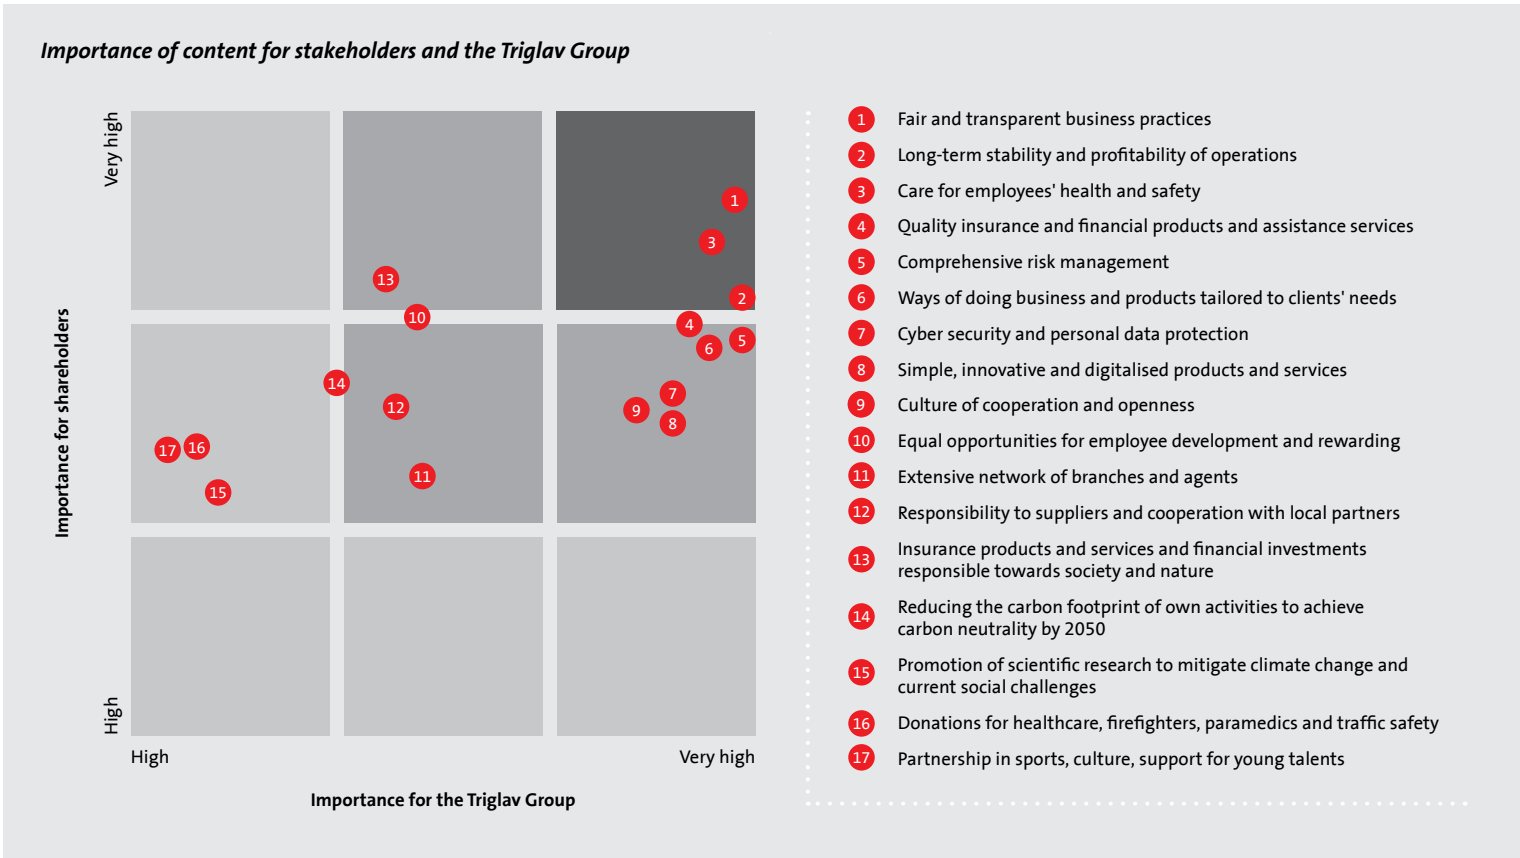 Importance of content for stakeholders and the Triglav Group
Very high
Importance for shareholders
High
1
3
13
2
10
4
5
6
14
7
12
9
8
16
17
11
15
High
Very high
Importance for the Triglav Group
1 Fair and transparent business practices
2 Long-term stability and profitability of operations
3 Care for employees' health and safety
4 Quality insurance and financial products and assistance services
5 Comprehensive risk management
6 Ways of doing business and products tailored to clients' needs
7 Cyber security and personal data protection
8 Simple, innovative and digitalised products and services
9 Culture of cooperation and openness
10 Equal opportunities for employee development and rewarding
11 Extensive network of branches and agents
12 Responsibility to suppliers and cooperation with local partners
13 Insurance products and services and financial investments
responsible towards society and nature
14 Reducing the carbon footprint of own activities to achieve
carbon neutrality by 2050
15 Promotion of scientific research to mitigate climate change and
current social challenges
16 Donations for healthcare, firefighters, paramedics and traffic safety
17 Partnership in sports, culture, support for young talents